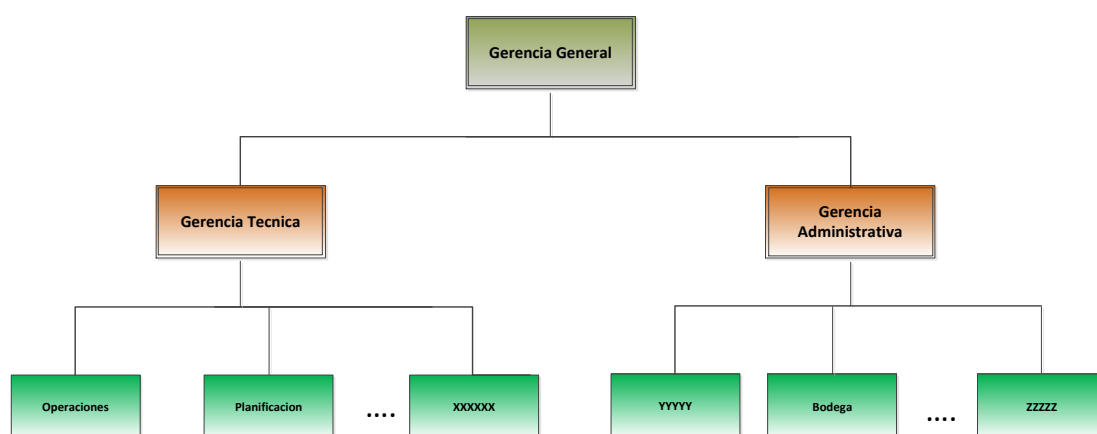 Gerencia General
Gerencia Tecnica
Gerencia
Administrativa
Operaciones
Planificacion
....
XXXXXX
YYYYY
Bodega
....
ZZZZZ